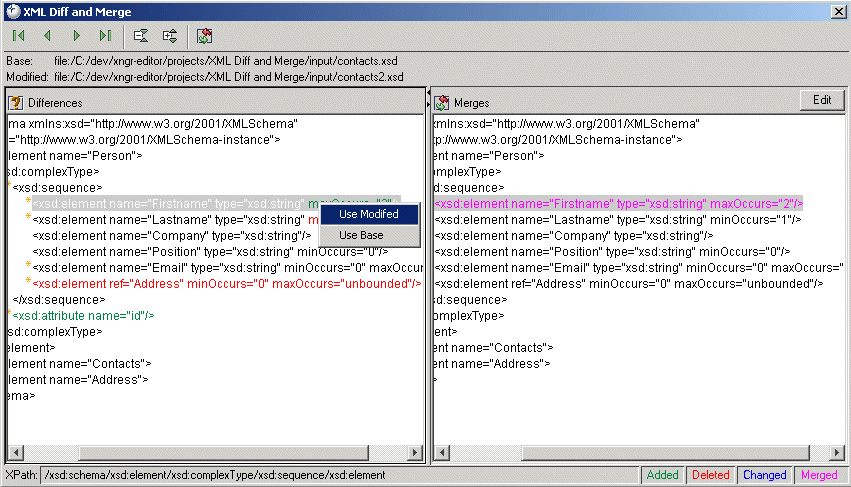 XML Diff and Merge
Base: file:/C:/dev/xngr-editor/projects/XML Diff and Merge/input/contacts.xsd
Modified: file:/C:/dev/xngr-editor/projects/XML Diff and Merge/input/contacts2.xsd
Differences
ma xmlns:xsd="http://www.w3.org/2001/XMLSchema"
="http://www.w3.org/2001/XMLSchema-instance">
lement name="Person">
sd:complexType>
*<xsd:sequence>
*<xsd:element name="Firstname" type="xsd:string"
*<xsd:element name="Lastname" type="xsd:string" m
<xsd:element name="Company" type="xsd:string"/>
<xsd:element name="Position" type="xsd:string" minOccurs="0"/>
*<xsd:element name="Email" type="xsd:string" minOccurs="0" maxOccurs
*<xsd:element ref="Address" minOccurs="0" maxOccurs="unbounded"/>
</xsd:sequence>
*<xsd:attribute name="id"/>
sd:complexType>
element>
lement name="Contacts">
lement name="Address">
ema>
Use Modifed
Use Base
Merges
Edit
xmlns:xsd="http://www.w3.org/2001/XMLSchema"
"http://www.w3.org/2001/XMLSchema-instance">
ent name="Person">
complexType>
sd:sequence>
<xsd:element name="Firstname" type="xsd:string" maxOccurs="2"/>
<xsd:element name="Lastname" type="xsd:string" minOccurs="1"/>
<xsd:element name="Company" type="xsd:string"/>
<xsd:element name="Position" type="xsd:string" minOccurs="0"/>
<xsd:element name="Email" type="xsd:string" minOccurs="0" maxOccurs="
<xsd:element ref="Address" minOccurs="0" maxOccurs="unbounded"/>
sd:sequence>
omplexType>
ent>
ent name="Contacts">
ent name="Address">
>
XPath: /xsd:schema/xsd:element/xsd:complexType/xsd:sequence/xsd:element
Added
Deleted
Changed
Merged